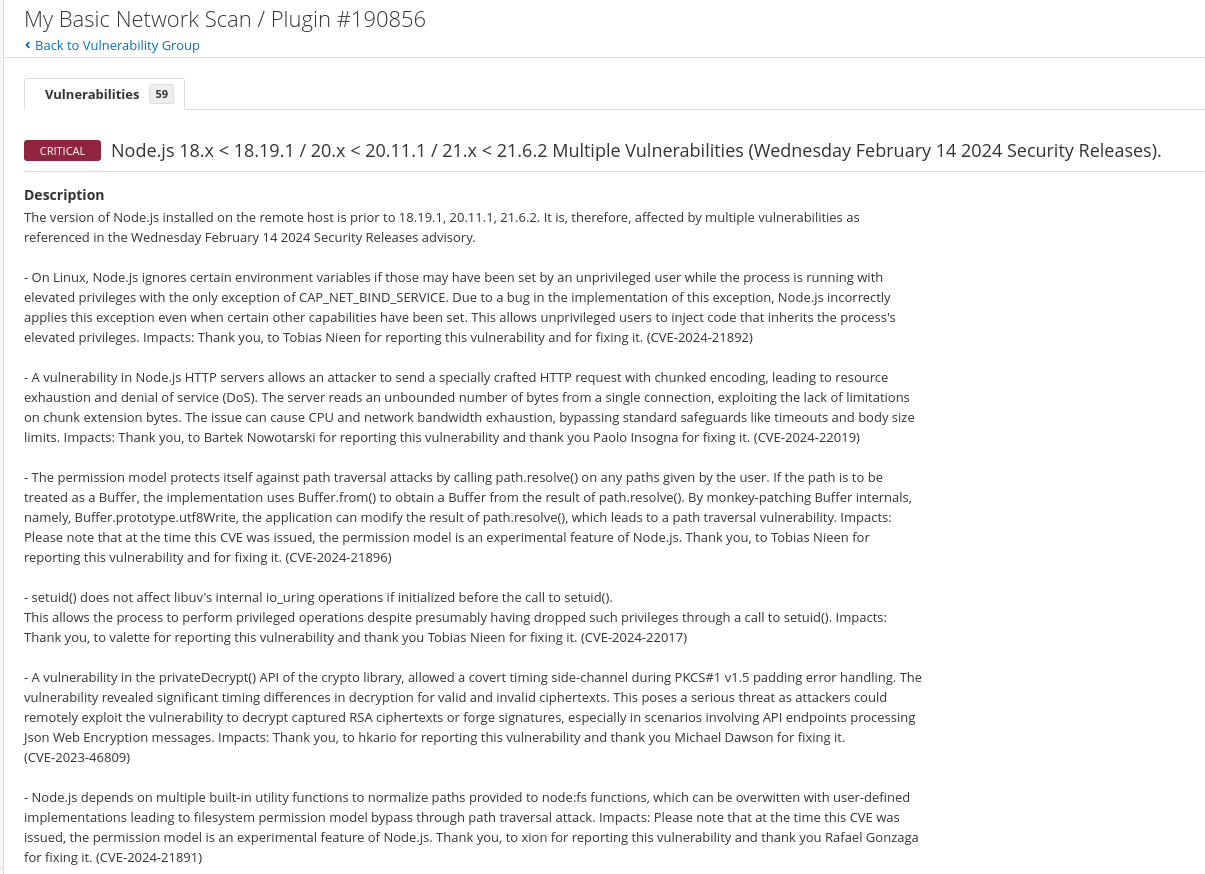 My Basic Network Scan / Plugin #190856
‹ Back to Vulnerability Group
Vulnerabilities 59
CRITICAL Node.js 18.x < 18.19.1 / 20.x < 20.11.1 / 21.x < 21.6.2 Multiple Vulnerabilities (Wednesday February 14 2024 Security Releases).
Description
The version of Node.js installed on the remote host is prior to 18.19.1, 20.11.1, 21.6.2. It is, therefore, affected by multiple vulnerabilities as
referenced in the Wednesday February 14 2024 Security Releases advisory.
- On Linux, Node.js ignores certain environment variables if those may have been set by an unprivileged user while the process is running with
elevated privileges with the only exception of CAP_NET_BIND_SERVICE. Due to a bug in the implementation of this exception, Node.js incorrectly
applies this exception even when certain other capabilities have been set. This allows unprivileged users to inject code that inherits the process's
elevated privileges. Impacts: Thank you, to Tobias Nieen for reporting this vulnerability and for fixing it. (CVE-2024-21892)
- A vulnerability in Node.js HTTP servers allows an attacker to send a specially crafted HTTP request with chunked encoding, leading to resource
exhaustion and denial of service (DoS). The server reads an unbounded number of bytes from a single connection, exploiting the lack of limitations
on chunk extension bytes. The issue can cause CPU and network bandwidth exhaustion, bypassing standard safeguards like timeouts and body size
limits. Impacts: Thank you, to Bartek Nowotarski for reporting this vulnerability and thank you Paolo Insogna for fixing it. (CVE-2024-22019)
- The permission model protects itself against path traversal attacks by calling path.resolve() on any paths given by the user. If the path is to be
treated as a Buffer, the implementation uses Buffer.from() to obtain a Buffer from the result of path.resolve(). By monkey-patching Buffer internals,
namely, Buffer.prototype.utf8Write, the application can modify the result of path.resolve(), which leads to a path traversal vulnerability. Impacts:
Please note that at the time this CVE was issued, the permission model is an experimental feature of Node.js. Thank you, to Tobias Nieen for
reporting this vulnerability and for fixing it. (CVE-2024-21896)
- setuid() does not affect libuv's internal io_uring operations if initialized before the call to setuid().
This allows the process to perform privileged operations despite presumably having dropped such privileges through a call to setuid(). Impacts:
Thank you, to valette for reporting this vulnerability and thank you Tobias Nieen for fixing it. (CVE-2024-22017)
- A vulnerability in the privateDecrypt() API of the crypto library, allowed a covert timing side-channel during PKCS#1 v1.5 padding error handling. The
vulnerability revealed significant timing differences in decryption for valid and invalid ciphertexts. This poses a serious threat as attackers could
remotely exploit the vulnerability to decrypt captured RSA ciphertexts or forge signatures, especially in scenarios involving API endpoints processing
Json Web Encryption messages. Impacts: Thank you, to hkario for reporting this vulnerability and thank you Michael Dawson for fixing it.
(CVE-2023-46809)
- Node.js depends on multiple built-in utility functions to normalize paths provided to node:fs functions, which can be overwitten with user-defined
implementations leading to filesystem permission model bypass through path traversal attack. Impacts: Please note that at the time this CVE was
issued, the permission model is an experimental feature of Node.js. Thank you, to xion for reporting this vulnerability and thank you Rafael Gonzaga
for fixing it. (CVE-2024-21891)